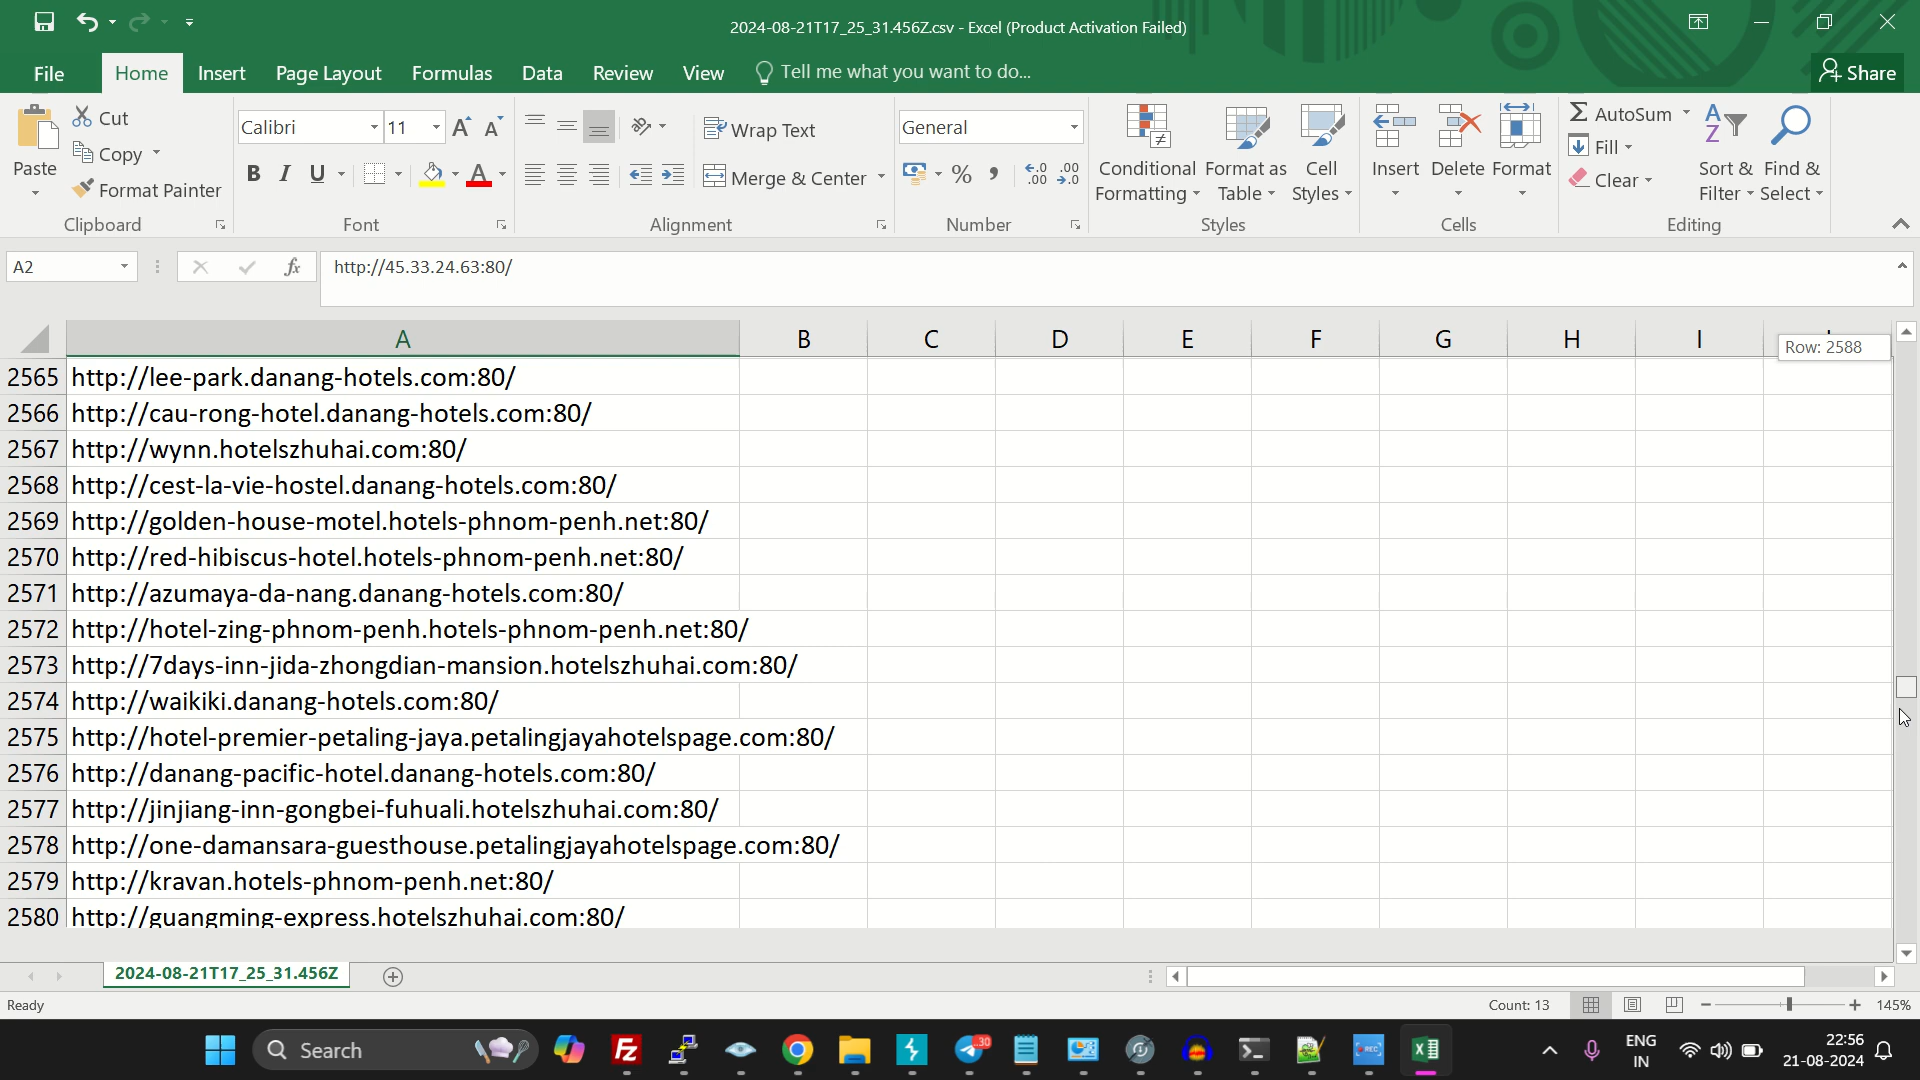 2024-08-21T17_25_31.456Z.csv - Excel (Product Activation Failed)
File Home Insert Page Layout Formulas Data Review View Tell me what you want to do... Share
Paste Cut Copy Format Painter
Calibri 11 A A B I U A
Wrap Text Merge & Center
General % , .0 .00 .00 .0
Conditional Formatting Format as Table Cell Styles
Insert Delete Format
AutoSum Fill Clear Sort & Filter Find & Select
Clipboard Font Alignment Number Styles Cells Editing
A2 fx http://45.33.24.63:80/
A B C D E F G H I
Row: 2588
2565 http://lee-park.danang-hotels.com:80/
2566 http://cau-rong-hotel.danang-hotels.com:80/
2567 http://wynn.hotelszhuhai.com:80/
2568 http://cest-la-vie-hostel.danang-hotels.com:80/
2569 http://golden-house-motel.hotels-phnom-penh.net:80/
2570 http://red-hibiscus-hotel.hotels-phnom-penh.net:80/
2571 http://azumaya-da-nang.danang-hotels.com:80/
2572 http://hotel-zing-phnom-penh.hotels-phnom-penh.net:80/
2573 http://7days-inn-jida-zhongdian-mansion.hotelszhuhai.com:80/
2574 http://waikiki.danang-hotels.com:80/
2575 http://hotel-premier-petaling-jaya.petalingjayahotelspage.com:80/
2576 http://danang-pacific-hotel.danang-hotels.com:80/
2577 http://jinjiang-inn-gongbei-fuhuali.hotelszhuhai.com:80/
2578 http://one-damansara-guesthouse.petalingjayahotelspage.com:80/
2579 http://kravan.hotels-phnom-penh.net:80/
2580 http://guangming-express.hotelszhuhai.com:80/
2024-08-21T17_25_31.456Z
Ready Count: 13 145%
Search 30 REC ENG IN 22:56 21-08-2024